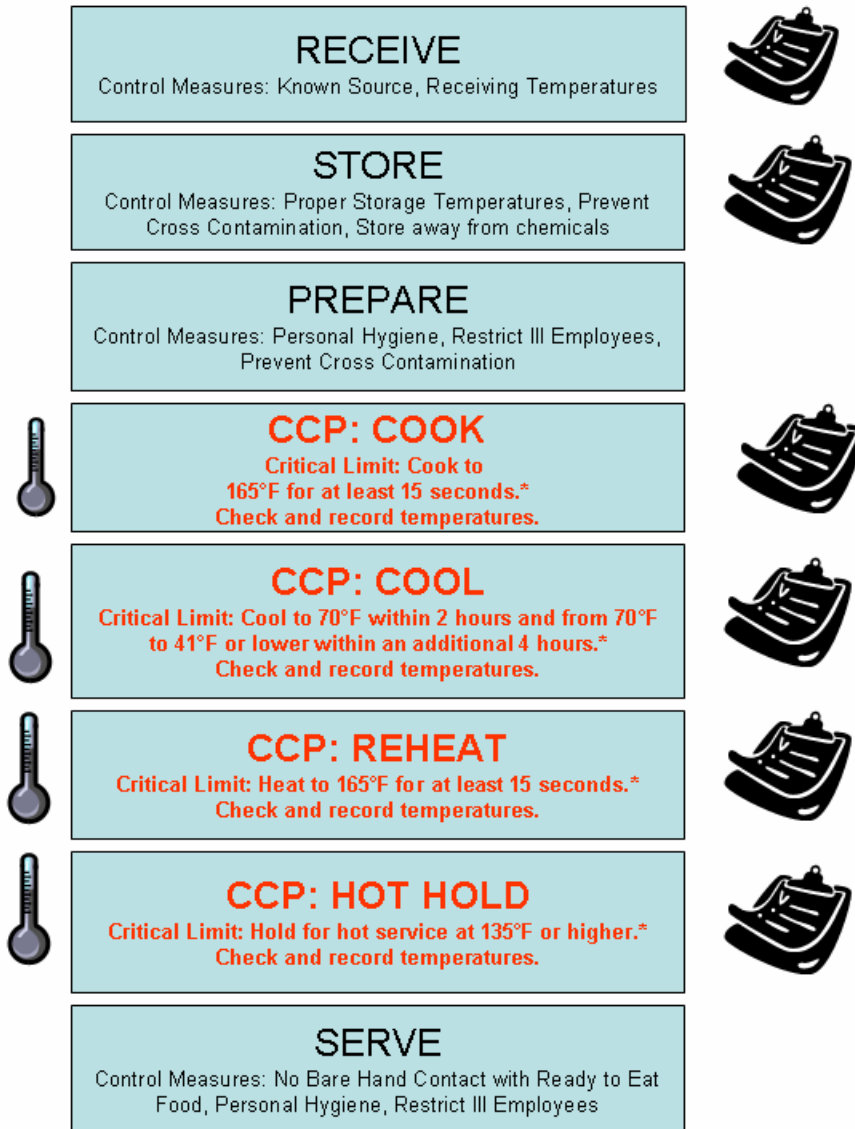 RECEIVE
Control Measures: Known Source, Receiving Temperatures
STORE
Control Measures: Proper Storage Temperatures, Prevent
Cross Contamination, Store away from chemicals
PREPARE
Control Measures: Personal Hygiene, Restrict Ill Employees,
Prevent Cross Contamination
CCP: COOK
Critical Limit: Cook to
165°F for at least 15 seconds.*
Check and record temperatures.
CCP: COOL
Critical Limit: Cool to 70°F within 2 hours and from 70°F
to 41°F or lower within an additional 4 hours.*
Check and record temperatures.
CCP: REHEAT
Critical Limit: Heat to 165°F for at least 15 seconds.*
Check and record temperatures.
CCP: HOT HOLD
Critical Limit: Hold for hot service at 135°F or higher.*
Check and record temperatures.
SERVE
Control Measures: No Bare Hand Contact with Ready to Eat
Food, Personal Hygiene, Restrict Ill Employees